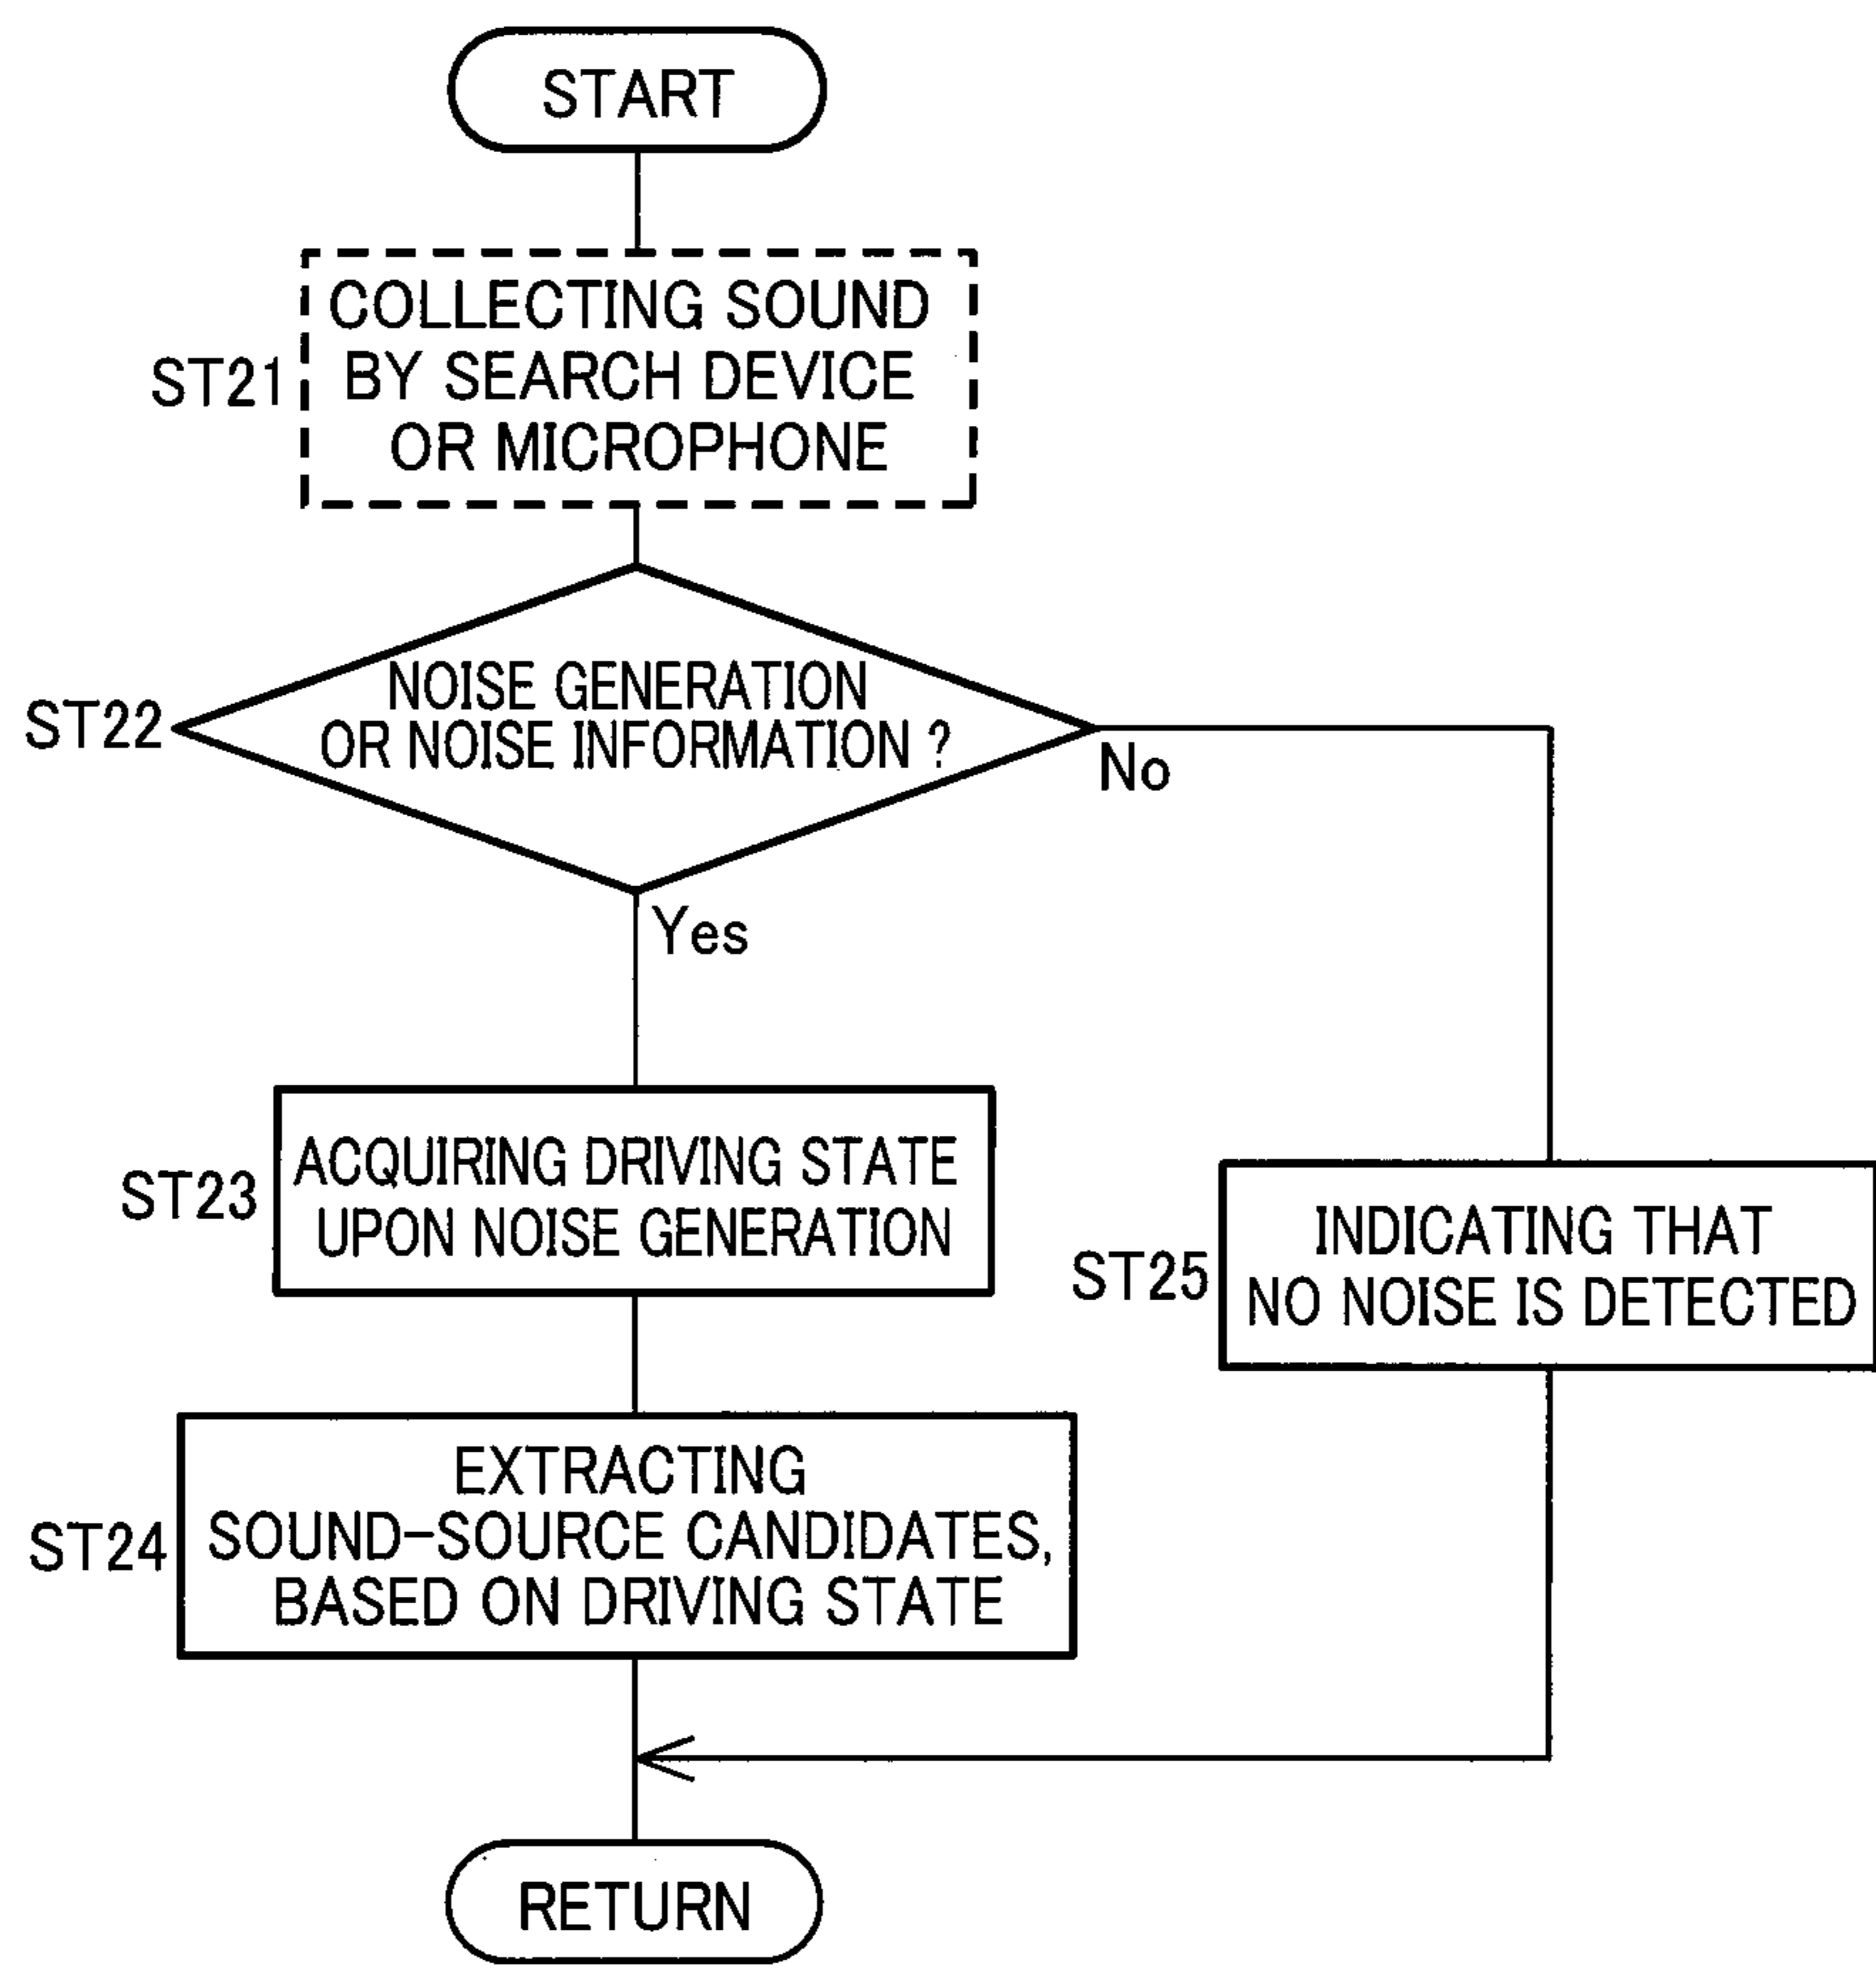 START
ST21
COLLECTING SOUND
BY SEARCH DEVICE
OR MICROPHONE
ST22
NOISE GENERATION
OR NOISE INFORMATION ?
No
Yes
ST23
ACQUIRING DRIVING STATE
UPON NOISE GENERATION
ST25
INDICATING THAT
NO NOISE IS DETECTED
ST24
EXTRACTING
SOUND-SOURCE CANDIDATES,
BASED ON DRIVING STATE
RETURN